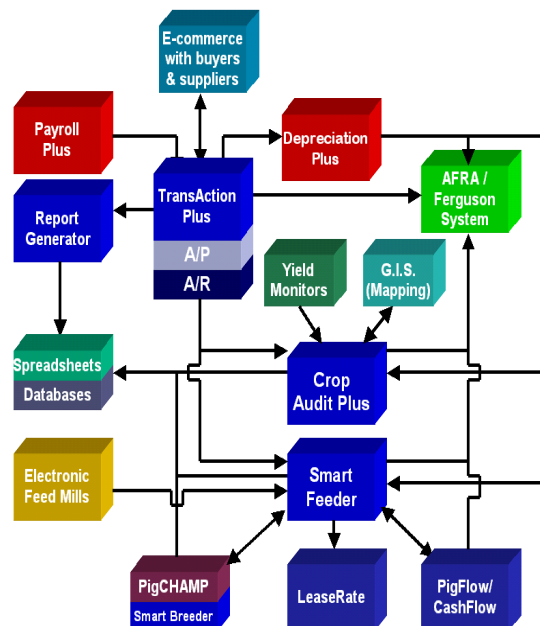 E-commerce
with buyers
& suppliers
Payroll
Plus
Depreciation
Plus
TransAction
Plus
AFRA /
Ferguson
System
Report
Generator
A/P
A/R
Yield
Monitors
G.I.S.
(Mapping)
Spreadsheets
Databases
Crop
Audit Plus
Electronic
Feed Mills
Smart
Feeder
PigCHAMP
Smart Breeder
LeaseRate
PigFlow/
CashFlow